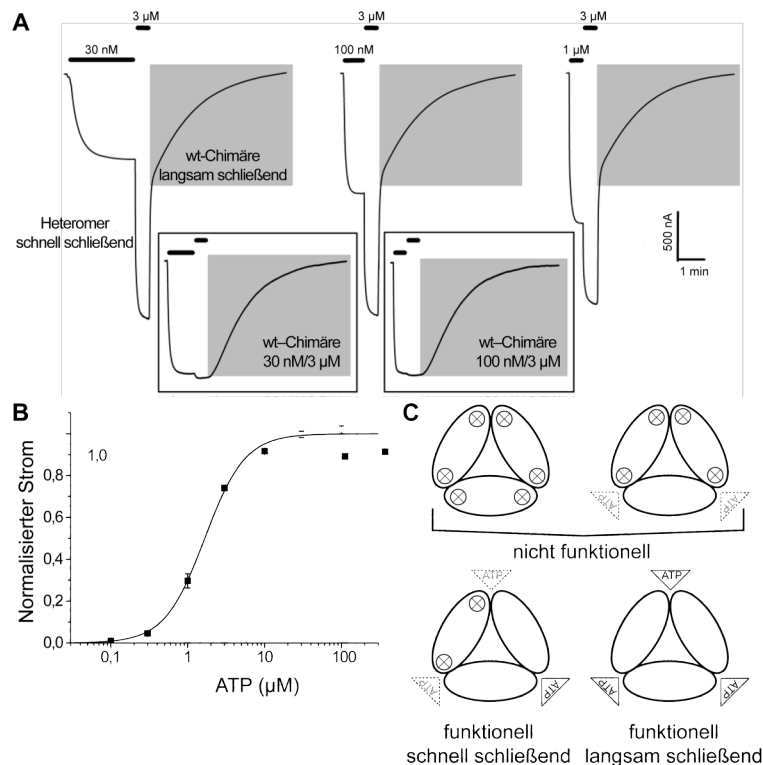 A
3 µM
3 µM
3 µM
30 nM
100 nM
1 µM
wt-Chimäre
langsam schließend
Heteromer
schnell schließend
500 nA
1 min
wt–Chimäre
30 nM/3 µM
wt–Chimäre
100 nM/3 µM
B
1,0
0,8
0,6
0,4
0,2
0,0
0,1
1
10
100
Normalisierter Strom
ATP (µM)
C
ATP
ATP
nicht funktionell
ATP
ATP
ATP
ATP
ATP
ATP
funktionell
schnell schließend
funktionell
langsam schließend